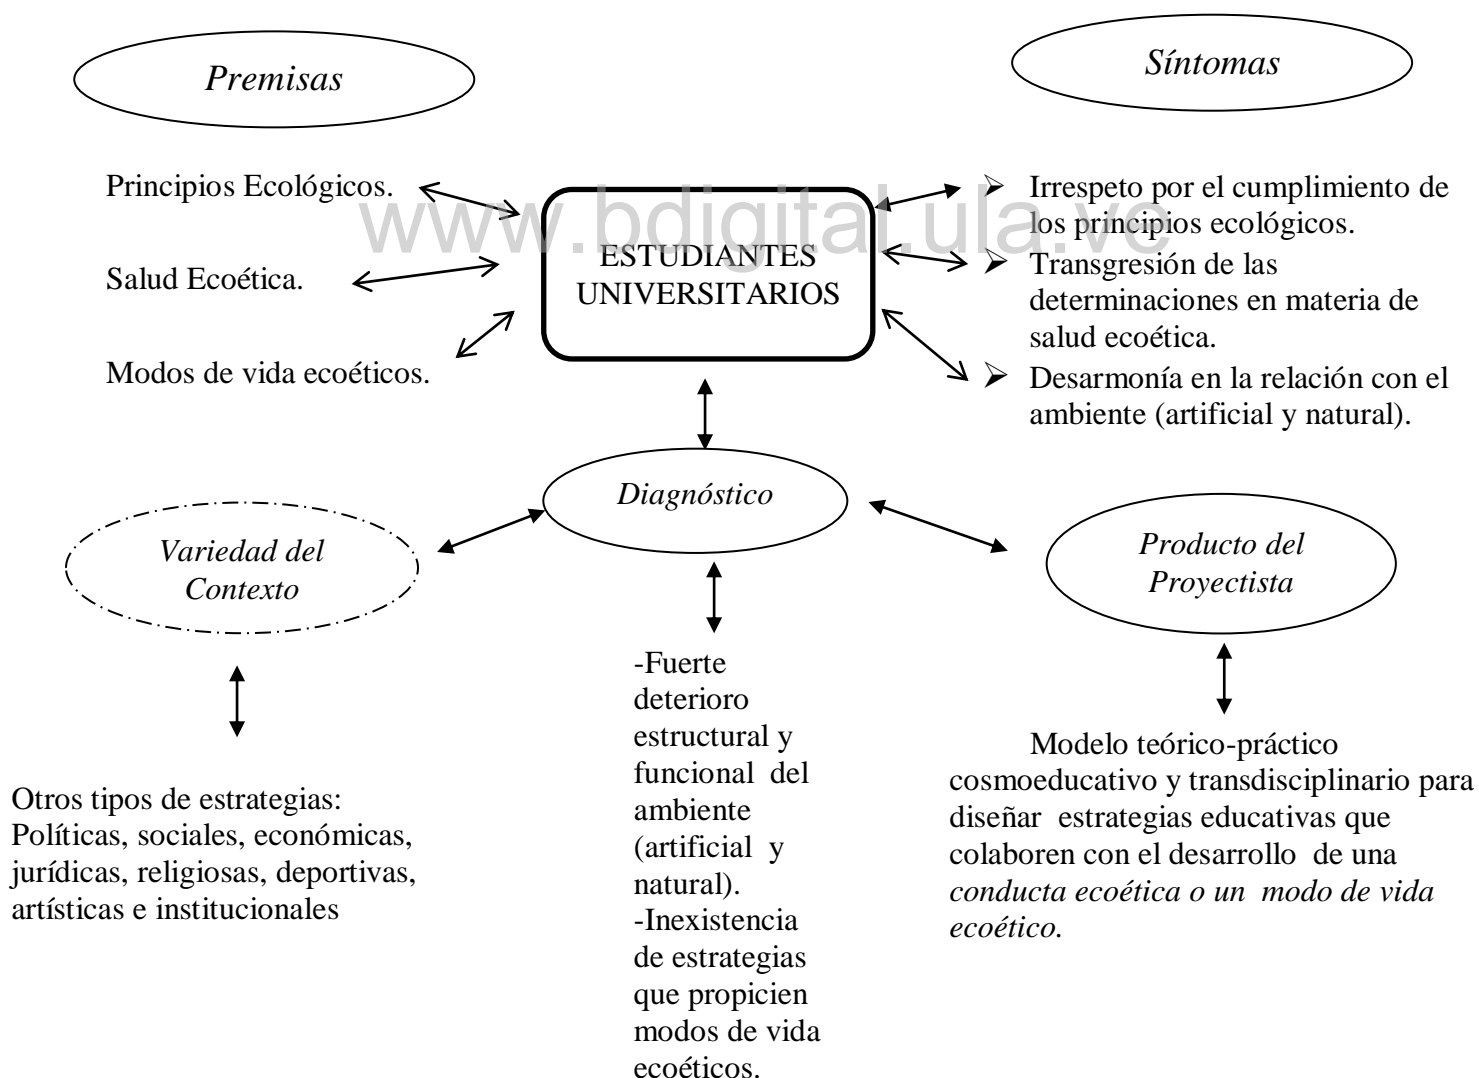 Premisas
Síntomas
Principios Ecológicos.
Salud Ecoética.
Modos de vida ecoéticos.
www.bdigital.ula.ve
ESTUDIANTES
UNIVERSITARIOS
➢ Irrespeto por el cumplimiento de
los principios ecológicos.
➢ Transgresión de las
determinaciones en materia de
salud ecoética.
➢ Desarmonía en la relación con el
ambiente (artificial y natural).
Diagnóstico
Variedad del
Contexto
Producto del
Proyectista
Otros tipos de estrategias:
Políticas, sociales, económicas,
jurídicas, religiosas, deportivas,
artísticas e institucionales
-Fuerte
deterioro
estructural y
funcional del
ambiente
(artificial y
natural).
-Inexistencia
de estrategias
que propicien
modos de vida
ecoéticos.
Modelo teórico-práctico
cosmoeducativo y transdisciplinario para
diseñar estrategias educativas que
colaboren con el desarrollo de una
conducta ecoética o un modo de vida
ecoético.